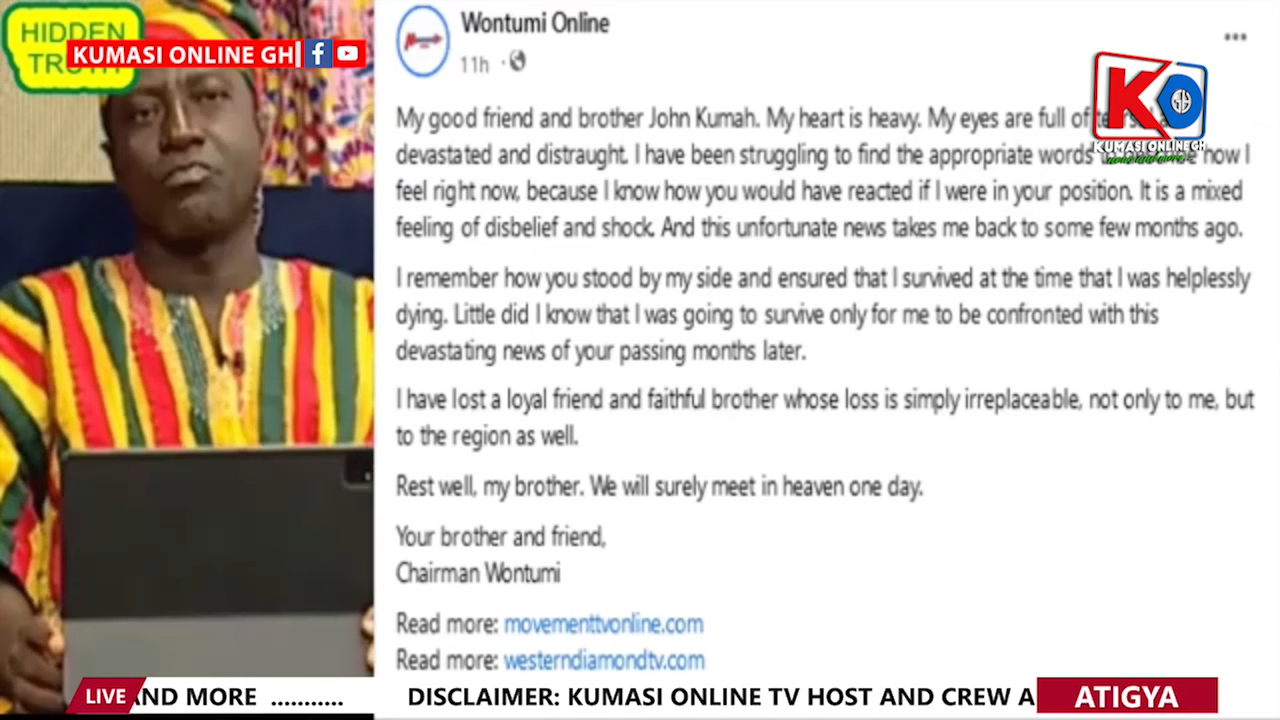 HIDDEN
KUMASI ONLINE GH
Wontumi Online
11h
My good friend and brother John Kumah. My heart is heavy. My eyes are full of
devastated and distraught. I have been struggling to find the appropriate words how I
feel right now, because I know how you would have reacted if I were in your position. It is a mixed
feeling of disbelief and shock. And this unfortunate news takes me back to some few months ago.
I remember how you stood by my side and ensured that I survived at the time that I was helplessly
dying. Little did I know that I was going to survive only for me to be confronted with this
devastating news of your passing months later.
I have lost a loyal friend and faithful brother whose loss is simply irreplaceable, not only to me, but
to the region as well.
Rest well, my brother. We will surely meet in heaven one day.
Your brother and friend,
Chairman Wontumi
Read more: movementtvonline.com
Read more: westerndiamondtv.com
KO
KUMASI ONLINE GH
LIVE
AND MORE ........... DISCLAIMER: KUMASI ONLINE TV HOST AND CREW A
ATIGYA